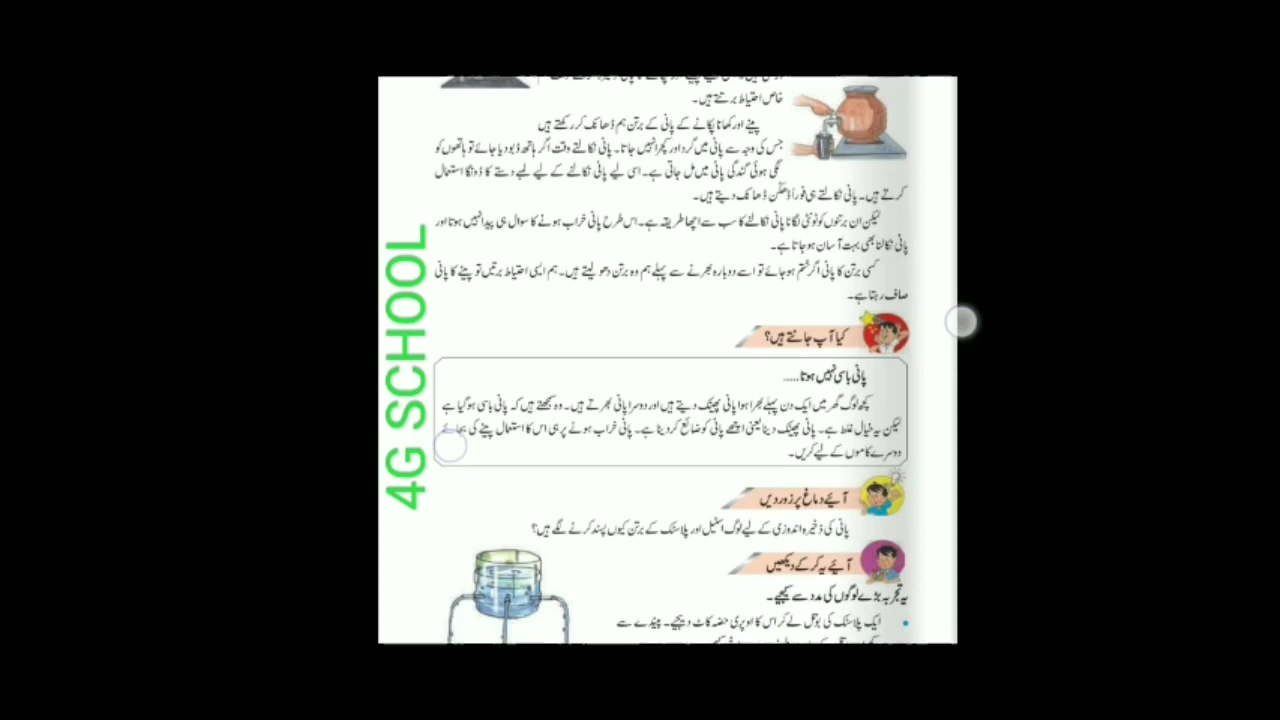 خاص احتیاط برتتے ہیں۔
پینے اور کھانا پکانے کے پانی کے برتن ہم ڈھانک کر رکھتے ہیں
جس کی وجہ سے پانی میں گرد اور کچرا نہیں جاتا۔ پانی نکالتے وقت اگر ہاتھ ڈبو دیا جائے تو ہاتھوں کو
لگی ہوئی گندگی پانی میں مل جاتی ہے۔ اسی لیے پانی نکالنے کے لیے لمبے دستے کا ڈونگا استعمال
کرتے ہیں۔ پانی نکالتے ہی فوراً ڈھکّن ڈھانک دیتے ہیں۔
لیکن ان برتنوں کو ٹونٹی لگانا پانی نکالنے کا سب سے اچھا طریقہ ہے۔ اس طرح پانی خراب ہونے کا سوال ہی پیدا نہیں ہوتا اور
پانی نکالنا بھی بہت آسان ہو جاتا ہے۔
کسی برتن کا پانی اگر ختم ہو جائے تو اسے دوبارہ بھرنے سے پہلے ہم وہ برتن دھو لیتے ہیں۔ ہم ایسی احتیاط برتیں تو پینے کا پانی
صاف رہتا ہے۔
کیا آپ جانتے ہیں؟
پانی باسی نہیں ہوتا.....
کچھ لوگ گھر میں ایک دن پہلے بھرا ہوا پانی پھینک دیتے ہیں اور دوسرا پانی بھرتے ہیں۔ وہ سمجھتے ہیں کہ پانی باسی ہو گیا ہے
لیکن یہ خیال غلط ہے۔ پانی پھینک دینا یعنی اچھے پانی کو ضائع کر دینا ہے۔ پانی خراب ہونے پر ہی اس کا استعمال پینے کی بجائے
دوسرے کاموں کے لیے کریں۔
آئیے دماغ پر زور دیں
پانی کی ذخیرہ اندوزی کے لیے لوگ اسٹیل اور پلاسٹک کے برتن کیوں پسند کرنے لگے ہیں؟
آئیے یہ کر کے دیکھیں
یہ تجربہ بڑے لوگوں کی مدد سے کیجیے۔
• ایک پلاسٹک کی بوتل لے کر اس کا اوپری حصّہ کاٹ دیجیے۔ پیندے سے
4G SCHOOL